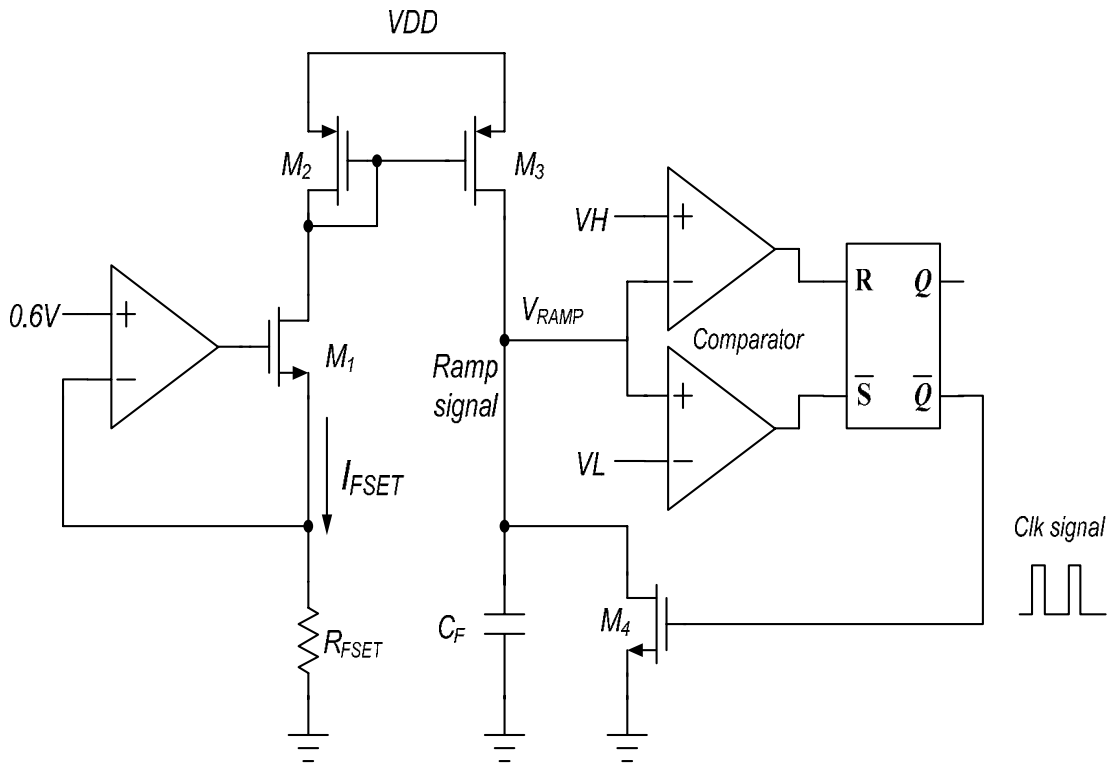 VDD
M2
M3
VH
+
−
R
Q
0.6V
+
−
M1
VRAMP
Comparator
Ramp
signal
+
−
VL
S̅
Q̅
IFSET
Clk signal
RFSET
CF
M4